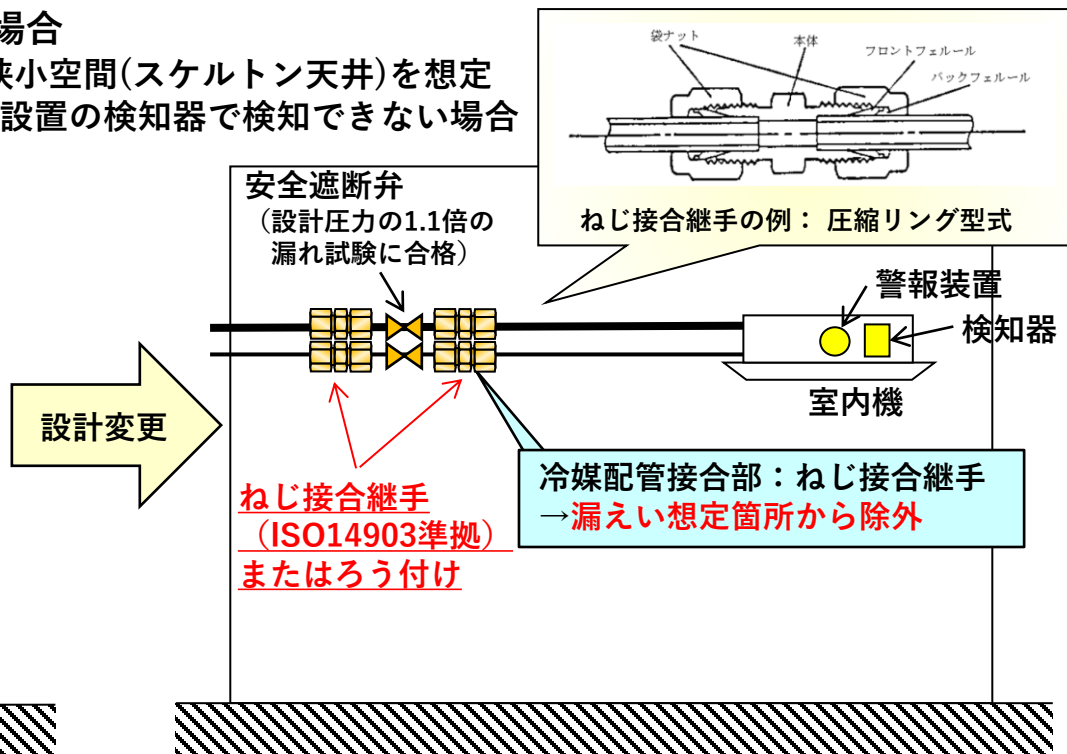 場合
狭小空間(スケルトン天井)を想定
設置の検知器で検知できない場合
袋ナット
本体
フロントフェルール
バックフェルール
ねじ接合継手の例： 圧縮リング型式
安全遮断弁
（設計圧力の1.1倍の
漏れ試験に合格）
警報装置
検知器
室内機
設計変更
ねじ接合継手
（ISO14903準拠）
またはろう付け
冷媒配管接合部：ねじ接合継手
→漏えい想定箇所から除外